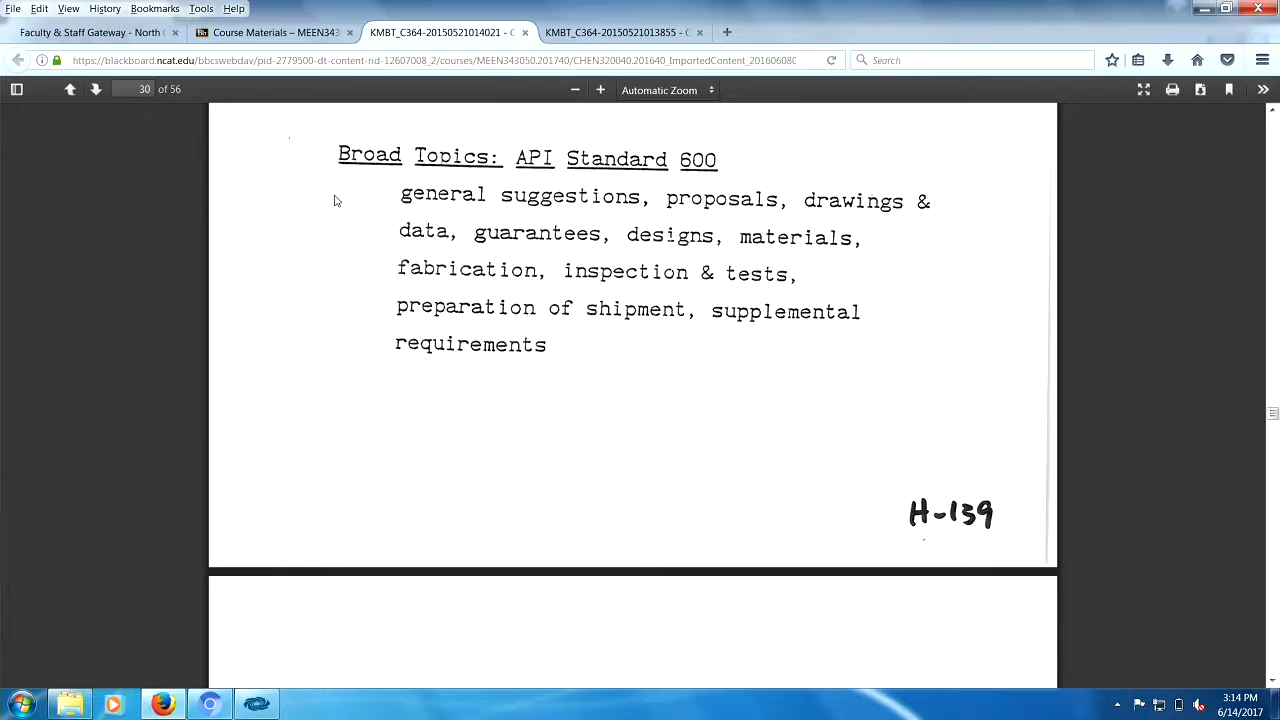 File Edit View History Bookmarks Tools Help
Faculty & Staff Gateway - North C × Course Materials – MEEN343 × KMBT_C364-20150521014021 - C × KMBT_C364-20150521013855 - C × +
https://blackboard.ncat.edu/bbcswebdav/pid-2779500-dt-content-rid-12607008_2/courses/MEEN343050.201740/CHEN320040.201640_ImportedContent_201606080 Search
30 of 56 Automatic Zoom
Broad Topics: API Standard 600
general suggestions, proposals, drawings &
data, guarantees, designs, materials,
fabrication, inspection & tests,
preparation of shipment, supplemental
requirements
H-139
3:14 PM
6/14/2017